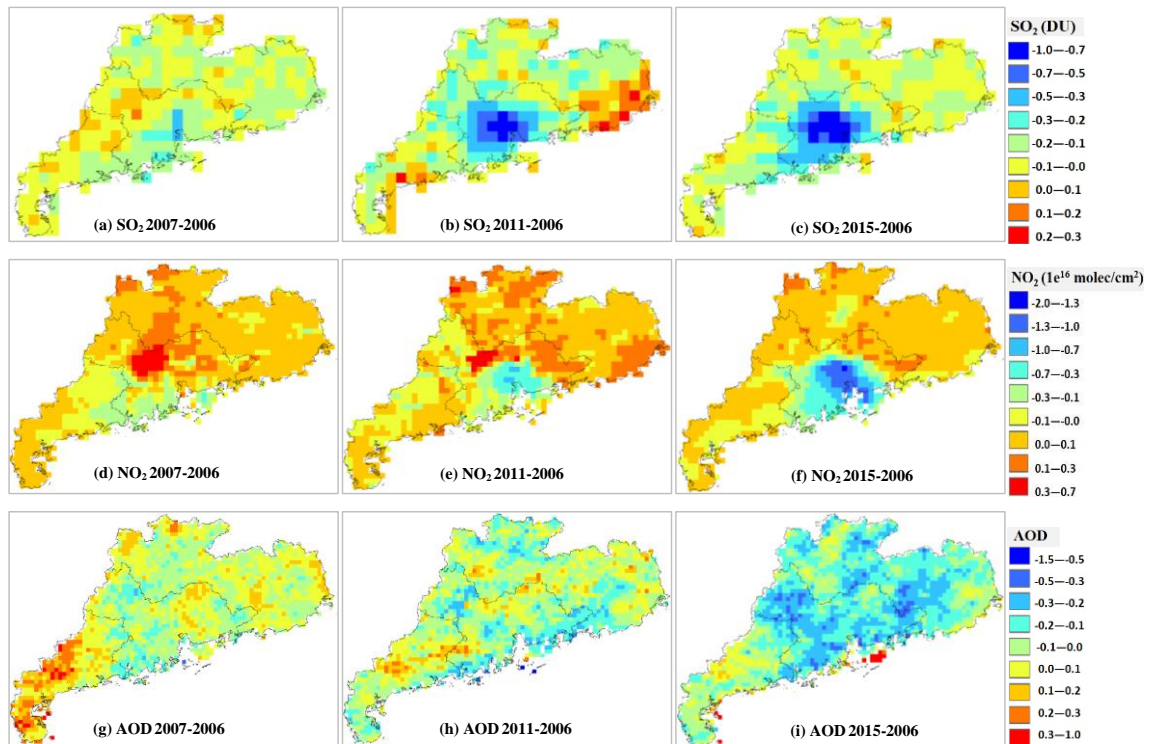 SO₂ (DU)
-1.0—-0.7
-0.7—-0.5
-0.5—-0.3
-0.3—-0.2
-0.2—-0.1
-0.1—-0.0
0.0—0.1
0.1—0.2
0.2—0.3
(a) SO₂ 2007-2006
(b) SO₂ 2011-2006
(c) SO₂ 2015-2006
NO₂ (1e¹⁶ molec/cm²)
-2.0—-1.3
-1.3—-1.0
-1.0—-0.7
-0.7—-0.3
-0.3—-0.1
-0.1—-0.0
0.0—0.1
0.1—0.3
0.3—0.7
(d) NO₂ 2007-2006
(e) NO₂ 2011-2006
(f) NO₂ 2015-2006
AOD
-1.5—-0.5
-0.5—-0.3
-0.3—-0.2
-0.2—-0.1
-0.1—0.0
0.0—0.1
0.1—0.2
0.2—0.3
0.3—1.0
(g) AOD 2007-2006
(h) AOD 2011-2006
(i) AOD 2015-2006